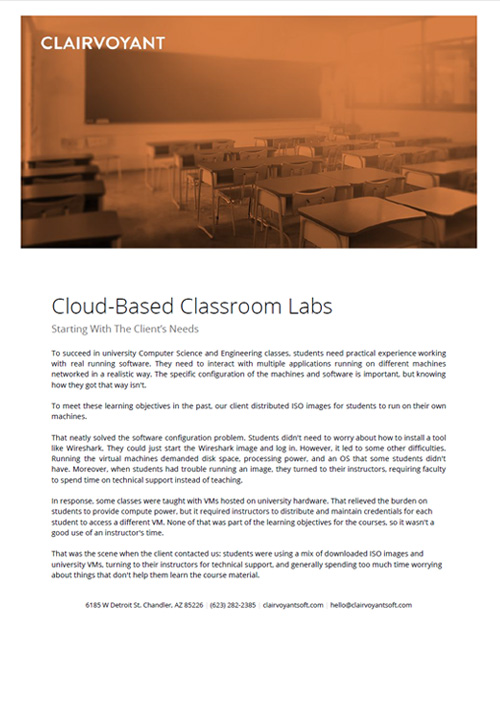 CLAIRVOYANT
Cloud-Based Classroom Labs
Starting With The Client's Needs
To succeed in university Computer Science and Engineering classes, students need practical experience working
with real running software. They need to interact with multiple applications running on different machines
networked in a realistic way. The specific configuration of the machines and software is important, but knowing
how they got that way isn't.
To meet these learning objectives in the past, our client distributed ISO images for students to run on their own
machines.
That neatly solved the software configuration problem. Students didn't need to worry about how to install a tool
like Wireshark. They could just start the Wireshark image and log in. However, it led to some other difficulties.
Running the virtual machines demanded disk space, processing power, and an OS that some students didn't
have. Moreover, when students had trouble running an image, they turned to their instructors, requiring faculty
to spend time on technical support instead of teaching.
In response, some classes were taught with VMs hosted on university hardware. That relieved the burden on
students to provide compute power, but it required instructors to distribute and maintain credentials for each
student to access a different VM. None of that was part of the learning objectives for the courses, so it wasn't a
good use of an instructor's time.
That was the scene when the client contacted us: students were using a mix of downloaded ISO images and
university VMs, turning to their instructors for technical support, and generally spending too much time worrying
about things that don't help them learn the course material.
6185 W Detroit St. Chandler, AZ 85226 | (623) 282-2385 | clairvoyantsoft.com | hello@clairvoyantsoft.com